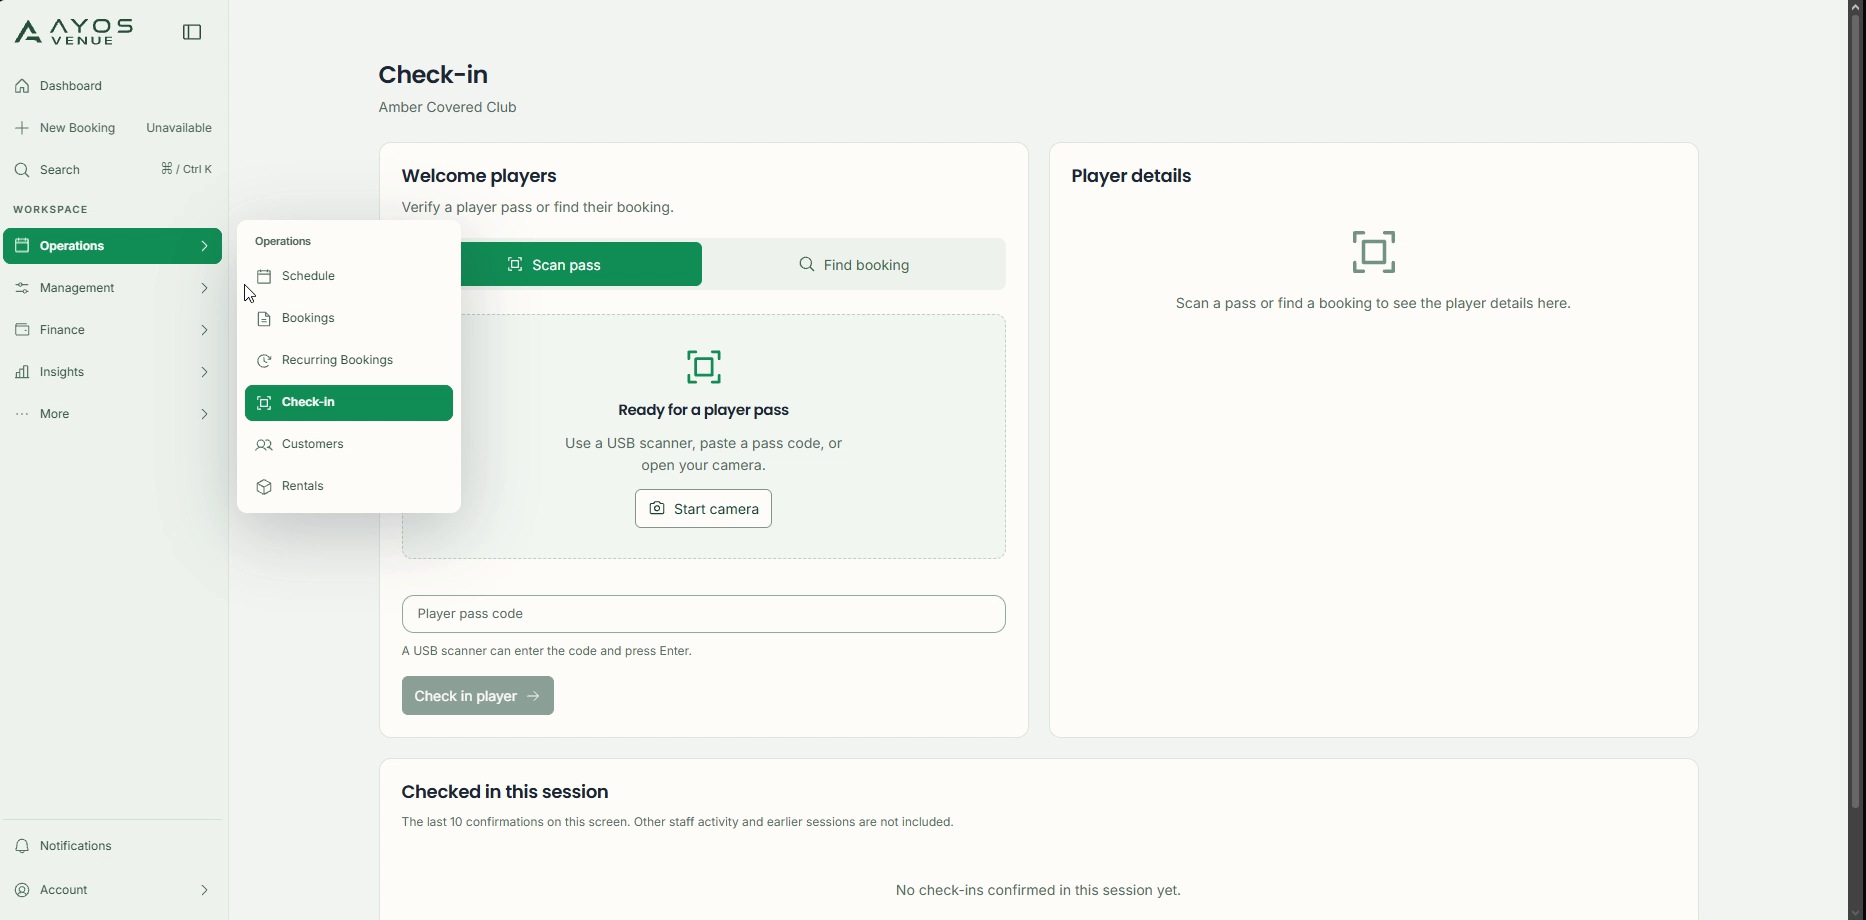 AYOS
VENUE
Dashboard
New Booking Unavailable
Search ⌘ / Ctrl K
WORKSPACE
Operations
Management
Finance
Insights
More
Notifications
Account
Operations
Schedule
Bookings
Recurring Bookings
Check-in
Customers
Rentals
Check-in
Amber Covered Club
Welcome players
Verify a player pass or find their booking.
Scan pass
Find booking
Ready for a player pass
Use a USB scanner, paste a pass code, or
open your camera.
Start camera
Player pass code
A USB scanner can enter the code and press Enter.
Check in player →
Player details
Scan a pass or find a booking to see the player details here.
Checked in this session
The last 10 confirmations on this screen. Other staff activity and earlier sessions are not included.
No check-ins confirmed in this session yet.